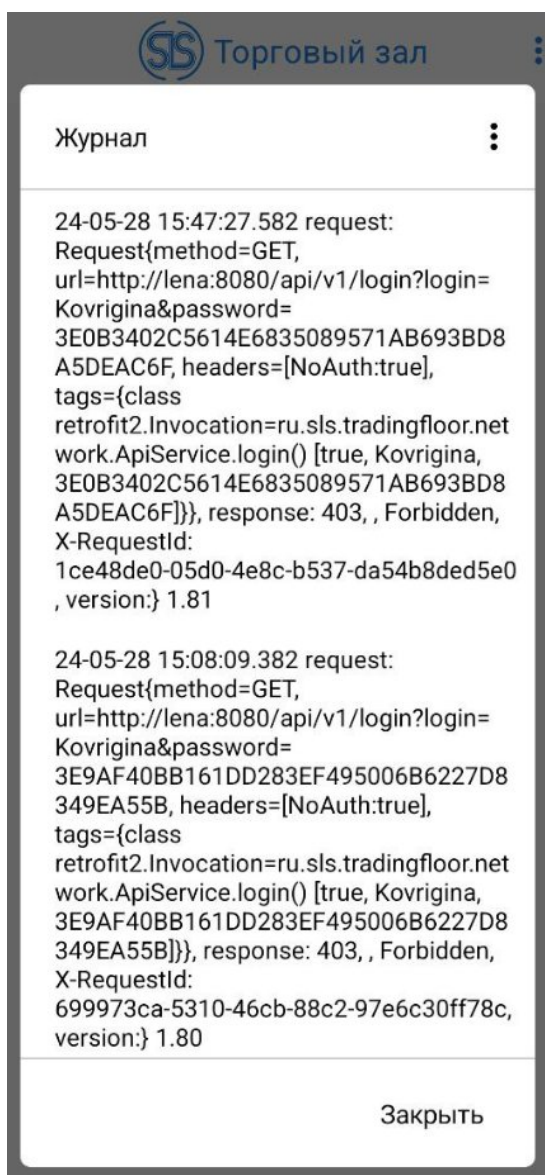 SLS Торговый зал
Журнал
24-05-28 15:47:27.582 request:
Request{method=GET,
url=http://lena:8080/api/v1/login?login=
Kovrigina&password=
3E0B3402C5614E6835089571AB693BD8
A5DEAC6F, headers=[NoAuth:true],
tags={class
retrofit2.Invocation=ru.sls.tradingfloor.net
work.ApiService.login() [true, Kovrigina,
3E0B3402C5614E6835089571AB693BD8
A5DEAC6F]}}, response: 403, , Forbidden,
X-RequestId:
1ce48de0-05d0-4e8c-b537-da54b8ded5e0
, version:} 1.81
24-05-28 15:08:09.382 request:
Request{method=GET,
url=http://lena:8080/api/v1/login?login=
Kovrigina&password=
3E9AF40BB161DD283EF495006B6227D8
349EA55B, headers=[NoAuth:true],
tags={class
retrofit2.Invocation=ru.sls.tradingfloor.net
work.ApiService.login() [true, Kovrigina,
3E9AF40BB161DD283EF495006B6227D8
349EA55B]}}, response: 403, , Forbidden,
X-RequestId:
699973ca-5310-46cb-88c2-97e6c30ff78c,
version:} 1.80
Закрыть